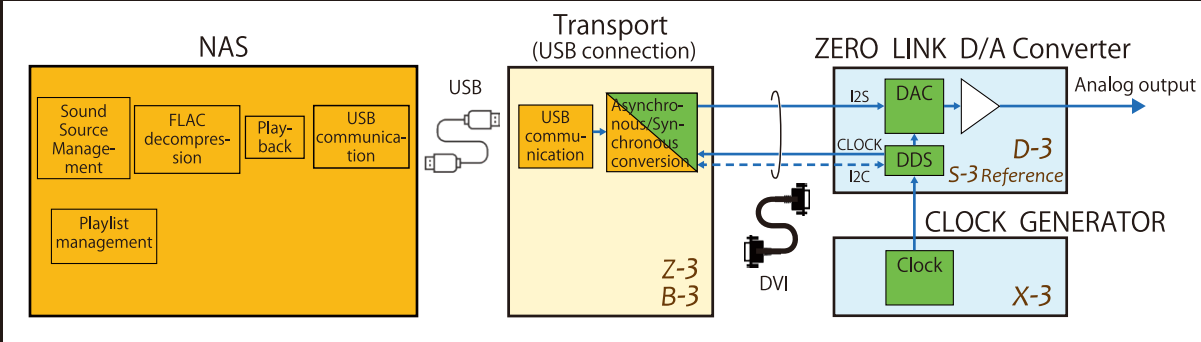 NAS
Sound
Source
Manage-
ment
FLAC
decompres-
sion
Play-
back
USB
communica-
tion
Playlist
management
USB
Transport
(USB connection)
USB
commu-
nication
Asynchro-
nous/Syn-
chronous
conversion
Z-3
B-3
DVI
ZERO LINK D/A Converter
I2S
CLOCK
I2C
DAC
DDS
D-3
S-3 Reference
Analog output
CLOCK GENERATOR
Clock
X-3